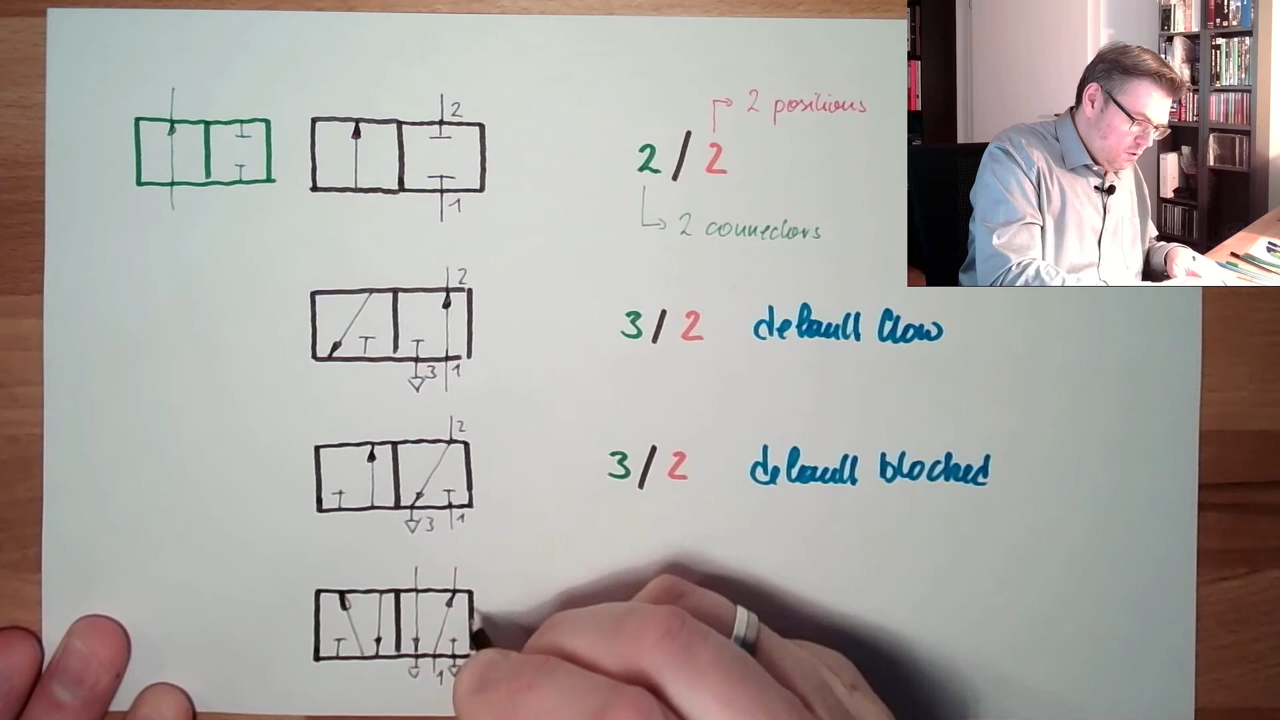 2 → 2 positions
2 / 2
1 → 2 connectors
2
3 / 2 default flow
3 1
2
3 / 2 default blocked
3 1
1